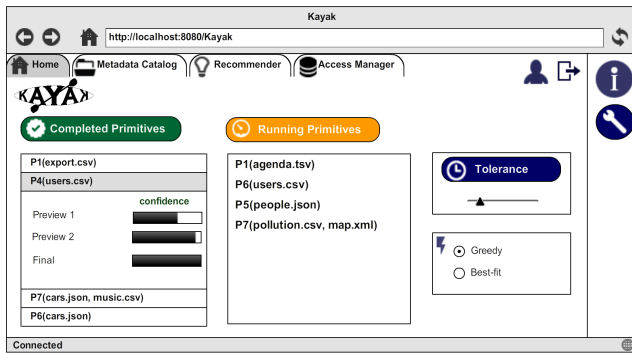 Kayak
http://localhost:8080/Kayak
Home
Metadata Catalog
Recommender
Access Manager
KAYAK
i
Completed Primitives
Running Primitives
P1(export.csv)
P4(users.csv)
confidence
Preview 1
Preview 2
Final
P7(cars.json, music.csv)
P6(cars.json)
P1(agenda.tsv)
P6(users.csv)
P5(people.json)
P7(pollution.csv, map.xml)
Tolerance
Greedy
Best-fit
Connected